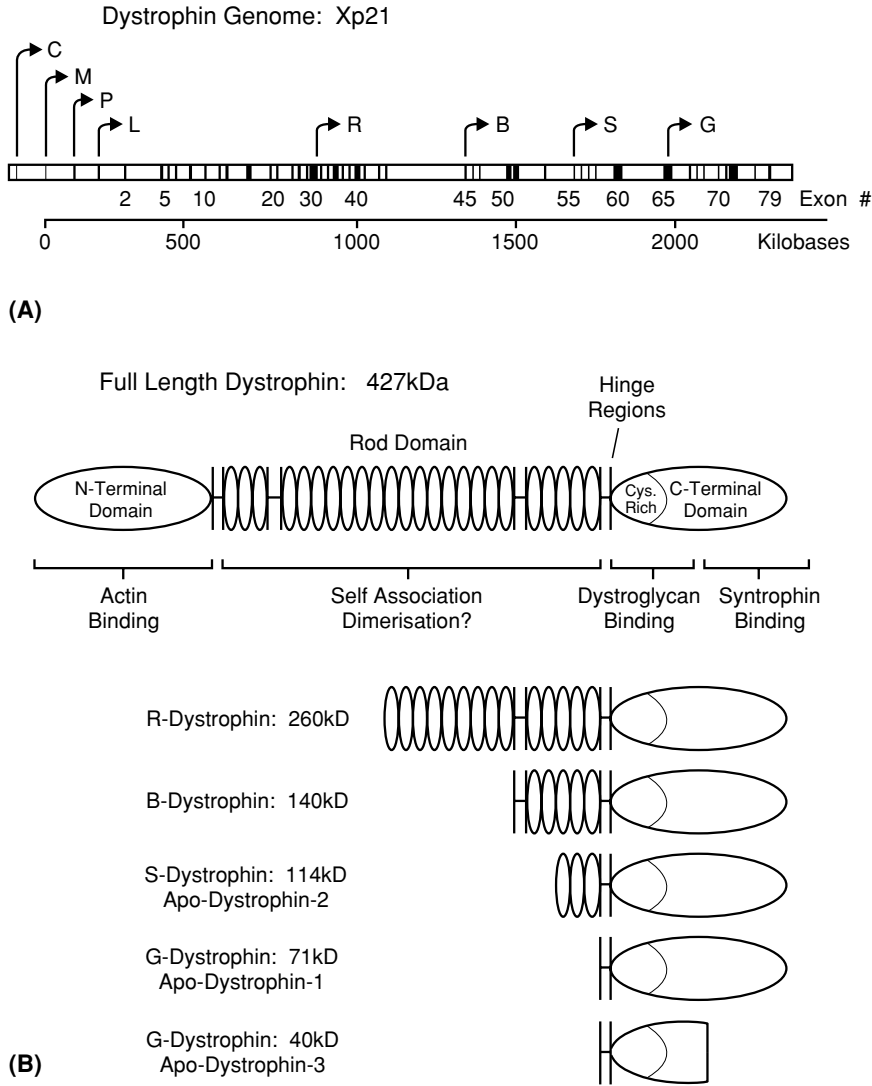 Dystrophin Genome: Xp21
C
M
P
L
R
B
S
G
2 5 10 20 30 40 45 50 55 60 65 70 79 Exon #
0 500 1000 1500 2000 Kilobases
(A)
Full Length Dystrophin: 427kDa
Hinge
Regions
Rod Domain
N-Terminal
Domain
Cys.
Rich
C-Terminal
Domain
Actin
Binding
Self Association
Dimerisation?
Dystroglycan
Binding
Syntrophin
Binding
R-Dystrophin: 260kD
B-Dystrophin: 140kD
S-Dystrophin: 114kD
Apo-Dystrophin-2
G-Dystrophin: 71kD
Apo-Dystrophin-1
G-Dystrophin: 40kD
Apo-Dystrophin-3
(B)